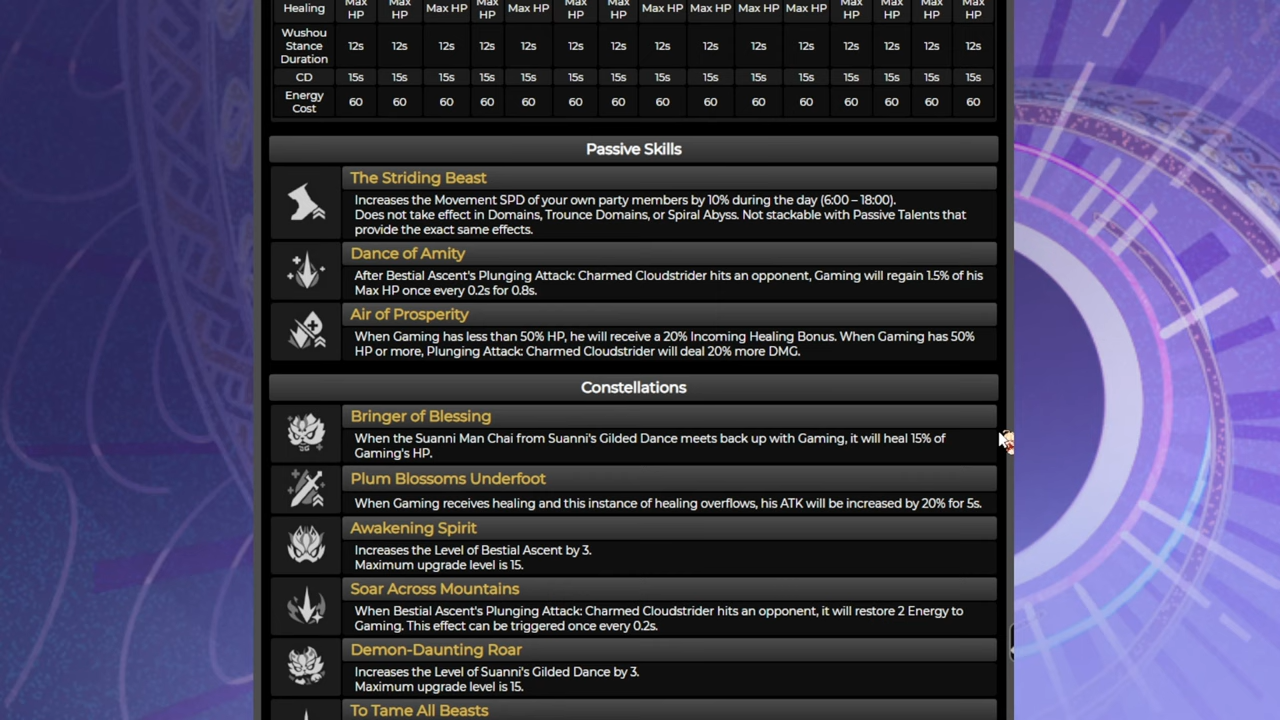 Healing Max HP Max HP Max HP Max HP Max HP Max HP Max HP Max HP Max HP Max HP Max HP Max HP Max HP Max HP Max HP
Wushou Stance Duration 12s 12s 12s 12s 12s 12s 12s 12s 12s 12s 12s 12s 12s 12s 12s
CD 15s 15s 15s 15s 15s 15s 15s 15s 15s 15s 15s 15s 15s 15s 15s
Energy Cost 60 60 60 60 60 60 60 60 60 60 60 60 60 60 60
Passive Skills
The Striding Beast
Increases the Movement SPD of your own party members by 10% during the day (6:00 – 18:00).
Does not take effect in Domains, Trounce Domains, or Spiral Abyss. Not stackable with Passive Talents that
provide the exact same effects.
Dance of Amity
After Bestial Ascent's Plunging Attack: Charmed Cloudstrider hits an opponent, Gaming will regain 1.5% of his
Max HP once every 0.2s for 0.8s.
Air of Prosperity
When Gaming has less than 50% HP, he will receive a 20% Incoming Healing Bonus. When Gaming has 50%
HP or more, Plunging Attack: Charmed Cloudstrider will deal 20% more DMG.
Constellations
Bringer of Blessing
When the Suanni Man Chai from Suanni's Gilded Dance meets back up with Gaming, it will heal 15% of
Gaming's HP.
Plum Blossoms Underfoot
When Gaming receives healing and this instance of healing overflows, his ATK will be increased by 20% for 5s.
Awakening Spirit
Increases the Level of Bestial Ascent by 3.
Maximum upgrade level is 15.
Soar Across Mountains
When Bestial Ascent's Plunging Attack: Charmed Cloudstrider hits an opponent, it will restore 2 Energy to
Gaming. This effect can be triggered once every 0.2s.
Demon-Daunting Roar
Increases the Level of Suanni's Gilded Dance by 3.
Maximum upgrade level is 15.
To Tame All Beasts